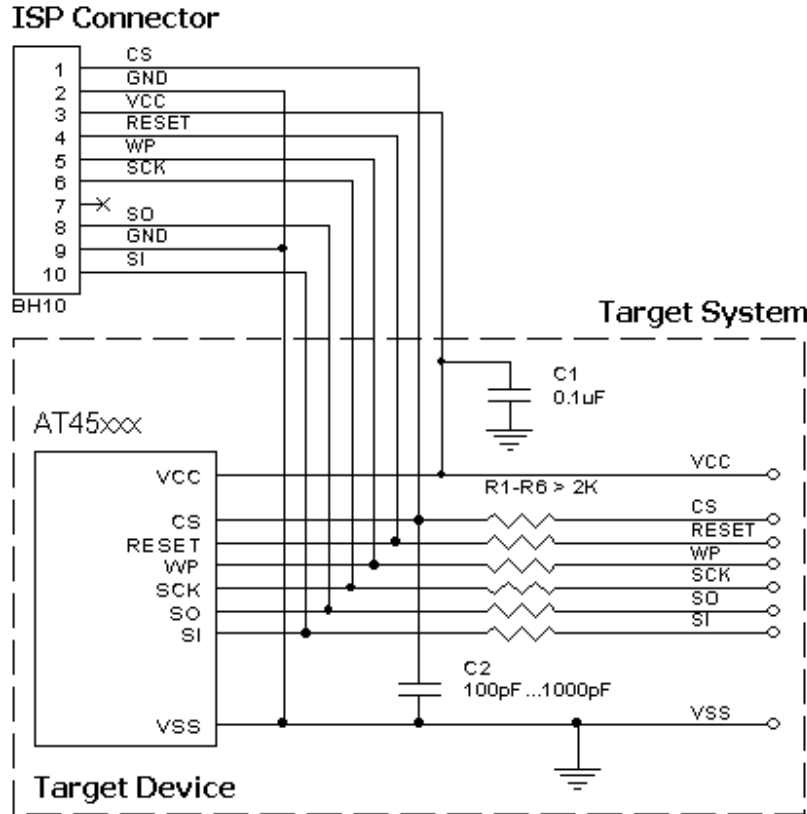 ISP Connector
1 CS
2 GND
3 VCC
4 RESET
5 WP
6 SCK
7
8 SO
9 GND
10 SI
BH10
Target System
C1
0.1uF
AT45xxx
VCC
VCC
R1-R6 > 2K
CS
CS
RESET
RESET
WP
WP
SCK
SCK
SO
SO
SI
SI
C2
100pF...1000pF
VSS
VSS
Target Device